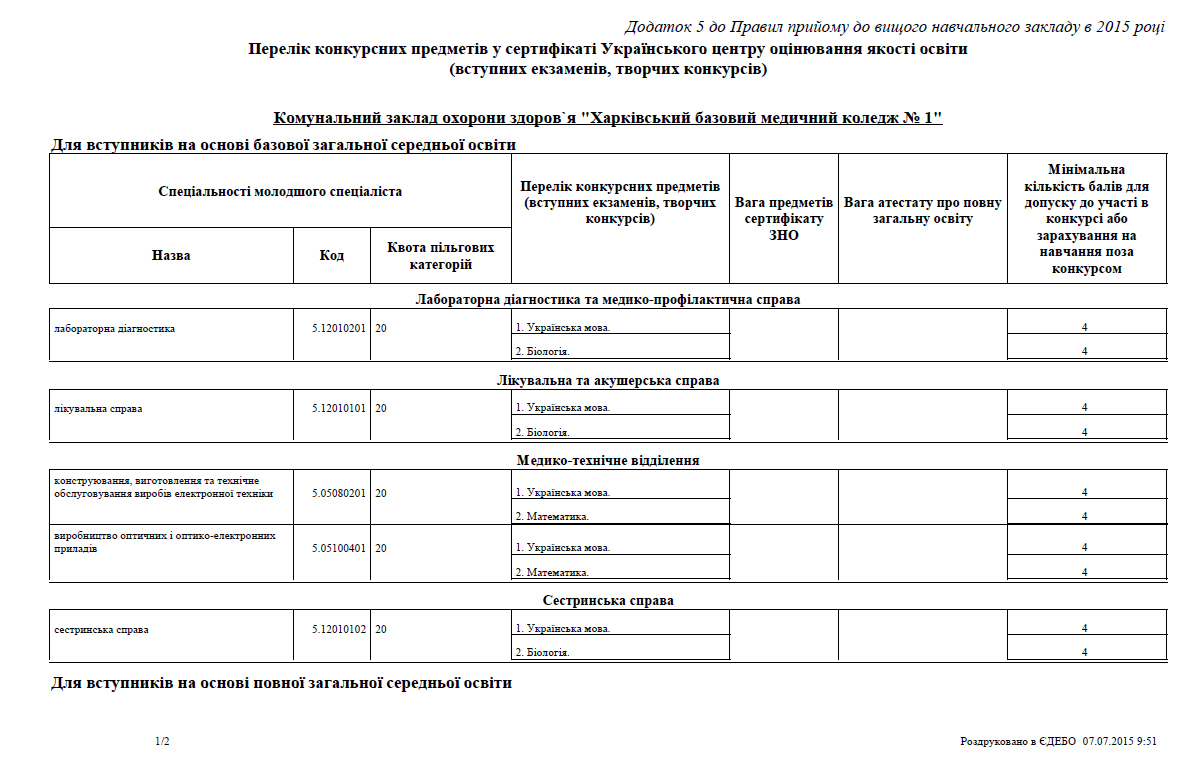 Додаток 5 до Правил прийому до вищого навчального закладу в 2015 році
Перелік конкурсних предметів у сертифікаті Українського центру оцінювання якості освіти
(вступних екзаменів, творчих конкурсів)
Комунальний заклад охорони здоров`я "Харківський базовий медичний коледж № 1"
Для вступників на основі базової загальної середньої освіти
Спеціальності молодшого спеціаліста
Назва
Код
Квота пільгових
категорій
Перелік конкурсних предметів
(вступних екзаменів, творчих
конкурсів)
Вага предметів
сертифікату
ЗНО
Вага атестату про повну
загальну освіту
Мінімальна
кількість балів для
допуску до участі в
конкурсі або
зарахування на
навчання поза
конкурсом
Лабораторна діагностика та медико-профілактична справа
лабораторна діагностика 5.12010201 20 1. Українська мова. 4
2. Біологія. 4
Лікувальна та акушерська справа
лікувальна справа 5.12010101 20 1. Українська мова. 4
2. Біологія. 4
Медико-технічне відділення
конструювання, виготовлення та технічне
обслуговування виробів електронної техніки 5.05080201 20 1. Українська мова. 4
2. Математика. 4
виробництво оптичних і оптико-електронних
приладів 5.05100401 20 1. Українська мова. 4
2. Математика. 4
Сестринська справа
сестринська справа 5.12010102 20 1. Українська мова. 4
2. Біологія. 4
Для вступників на основі повної загальної середньої освіти
1/2 Роздруковано в ЄДЕБО 07.07.2015 9:51